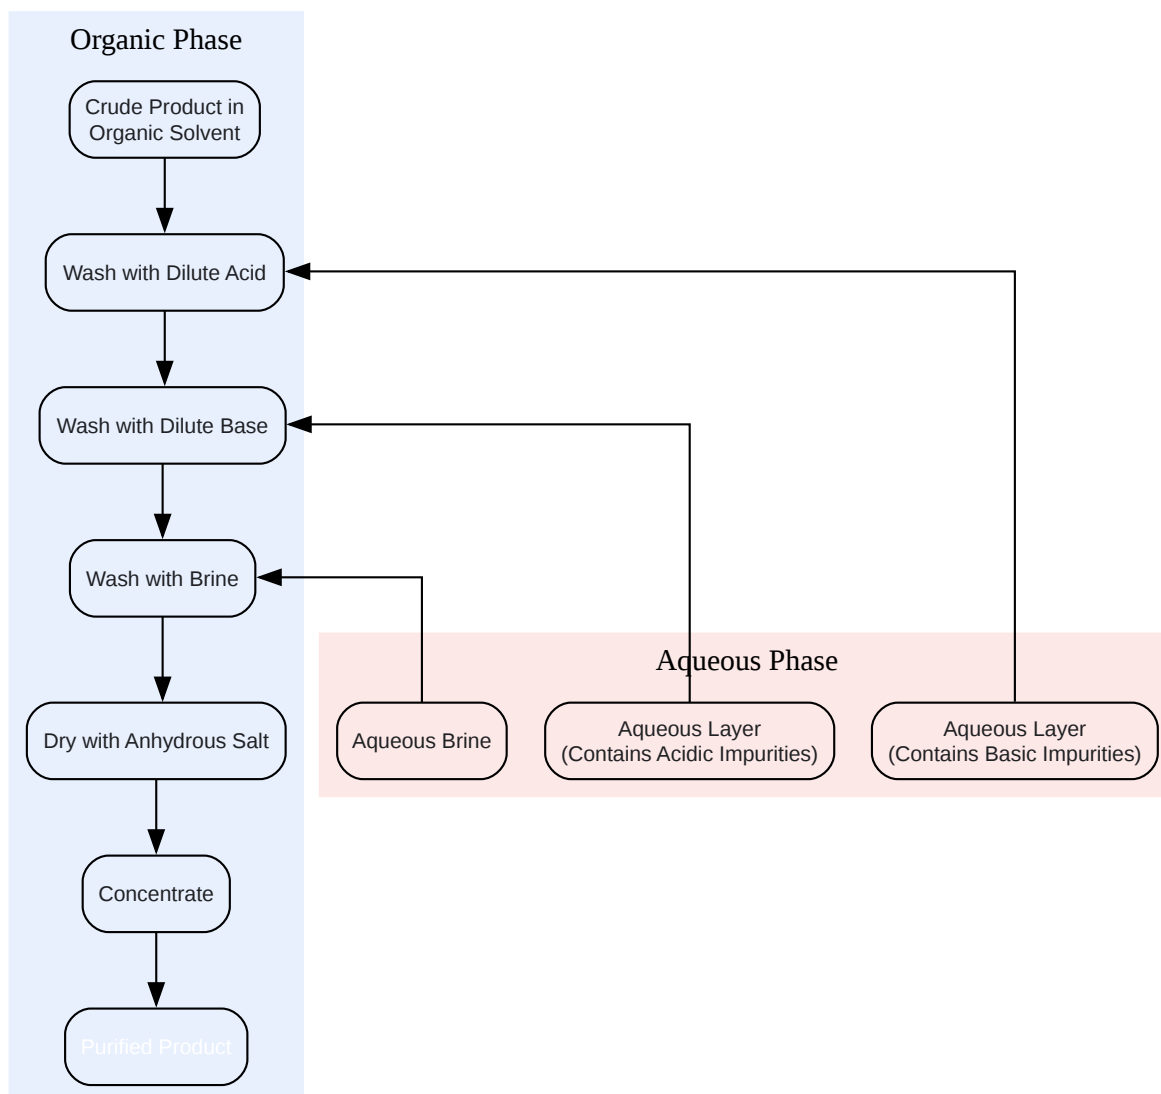 Organic Phase
Crude Product in
Organic Solvent
Wash with Dilute Acid
Wash with Dilute Base
Wash with Brine
Dry with Anhydrous Salt
Concentrate
Purified Product
Aqueous Phase
Aqueous Brine
Aqueous Layer
(Contains Acidic Impurities)
Aqueous Layer
(Contains Basic Impurities)